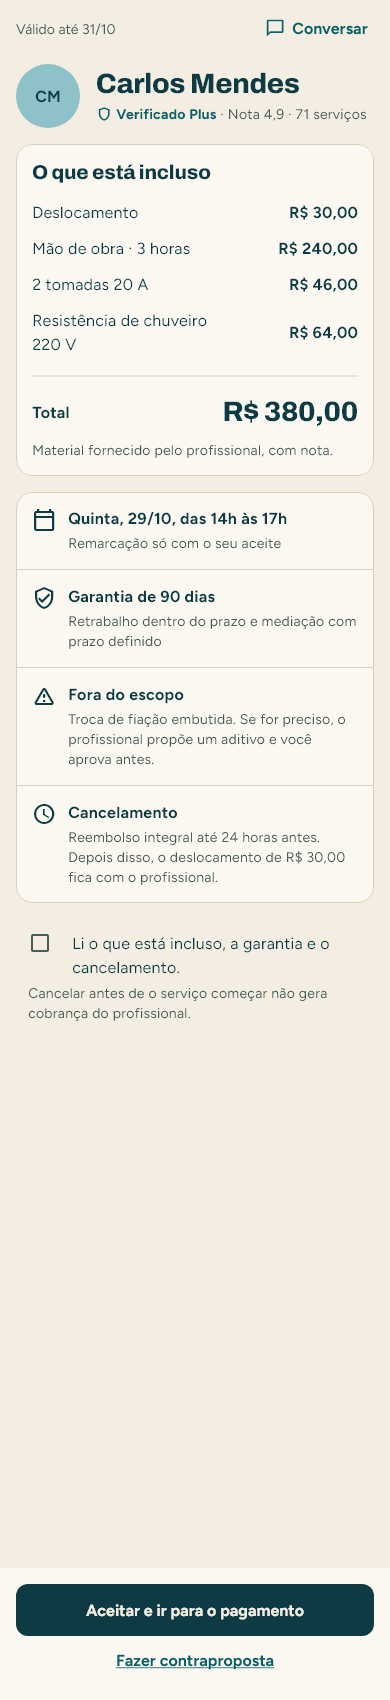 Válido até 31/10
Conversar
CM
Carlos Mendes
Verificado Plus · Nota 4,9 · 71 serviços
O que está incluso
Deslocamento R$ 30,00
Mão de obra · 3 horas R$ 240,00
2 tomadas 20 A R$ 46,00
Resistência de chuveiro
220 V
R$ 64,00
Total R$ 380,00
Material fornecido pelo profissional, com nota.
Quinta, 29/10, das 14h às 17h
Remarcação só com o seu aceite
Garantia de 90 dias
Retrabalho dentro do prazo e mediação com
prazo definido
Fora do escopo
Troca de fiação embutida. Se for preciso, o
profissional propõe um aditivo e você
aprova antes.
Cancelamento
Reembolso integral até 24 horas antes.
Depois disso, o deslocamento de R$ 30,00
fica com o profissional.
Li o que está incluso, a garantia e o
cancelamento.
Cancelar antes de o serviço começar não gera
cobrança do profissional.
Aceitar e ir para o pagamento
Fazer contraproposta